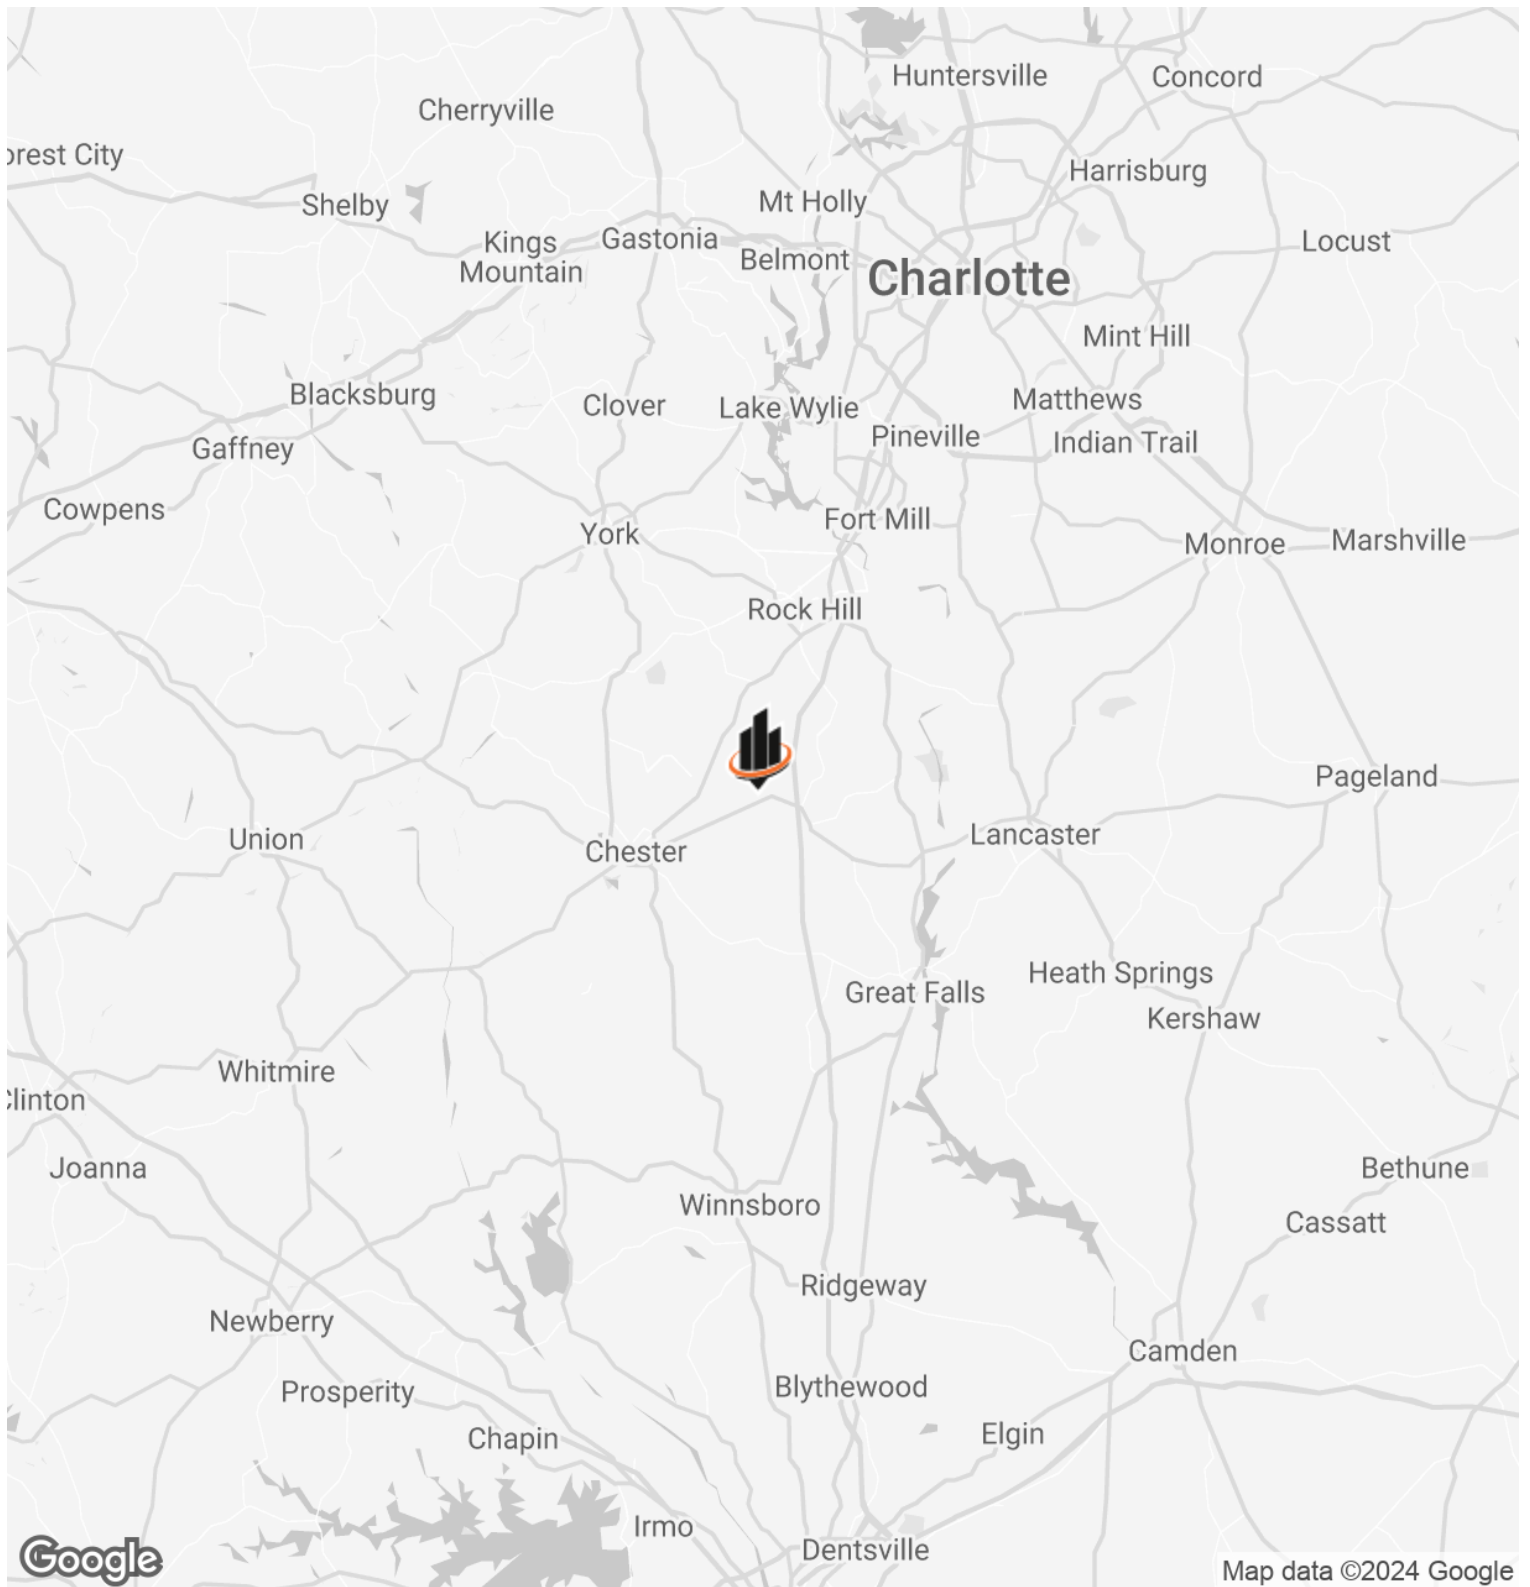 Huntersville
Concord
Cherryville
orest City
Harrisburg
Shelby
Mt Holly
Kings
Mountain
Gastonia
Locust
Belmont
Charlotte
Mint Hill
Blacksburg
Clover
Lake Wylie
Matthews
Pineville
Indian Trail
Gaffney
Cowpens
Fort Mill
York
Monroe
Marshville
Rock Hill
Pageland
Union
Chester
Lancaster
Heath Springs
Great Falls
Kershaw
Whitmire
Clinton
Joanna
Bethune
Winnsboro
Cassatt
Ridgeway
Newberry
Camden
Prosperity
Blythewood
Chapin
Elgin
Irmo
Dentsville
Google
Map data ©2024 Google